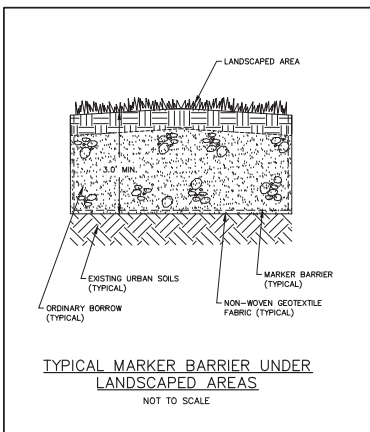 LANDSCAPED AREA
3.0' MIN.
EXISTING URBAN SOILS
(TYPICAL)
ORDINARY BORROW
(TYPICAL)
MARKER BARRIER
(TYPICAL)
NON-WOVEN GEOTEXTILE
FABRIC (TYPICAL)
TYPICAL MARKER BARRIER UNDER
LANDSCAPED AREAS
NOT TO SCALE